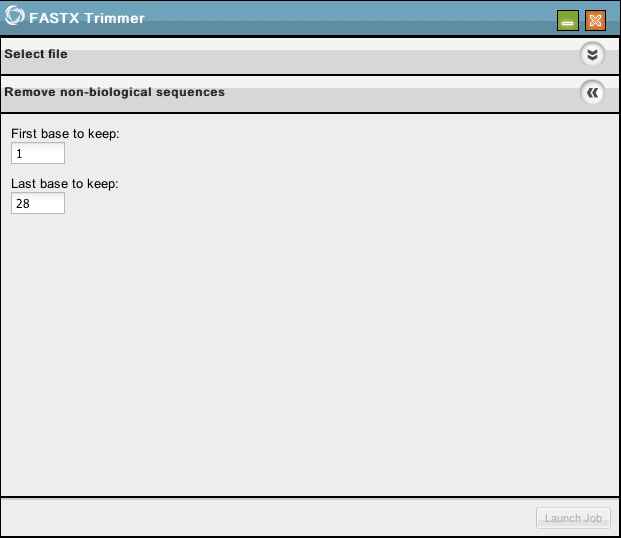 FASTX Trimmer
Select file
Remove non-biological sequences
First base to keep:
1
Last base to keep:
28
Launch Job